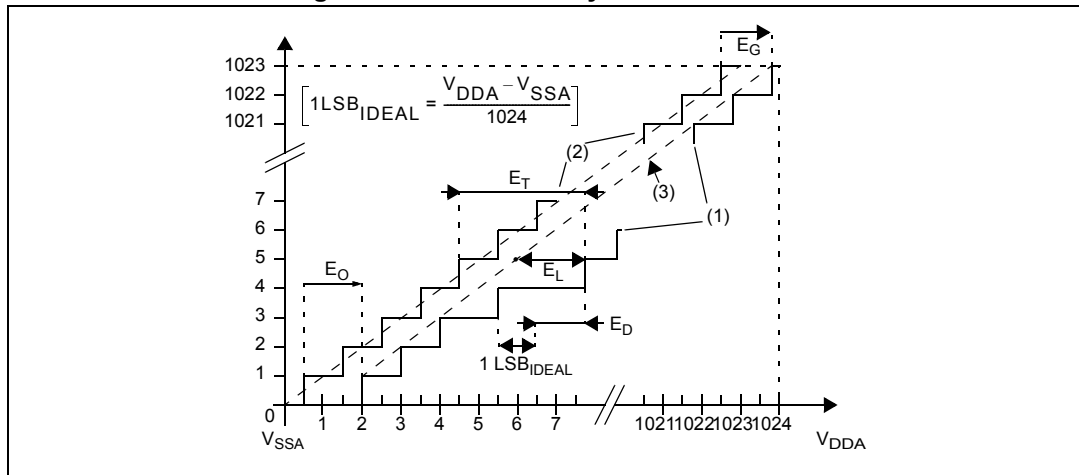 E_G
1023
1022
1021
[1LSB_IDEAL = (V_DDA – V_SSA) / 1024]
(2)
(3)
(1)
E_T
7
6
5
4
3
2
1
0
E_O
E_L
E_D
1 LSB_IDEAL
1 2 3 4 5 6 7 1021 1022 1023 1024
V_SSA V_DDA